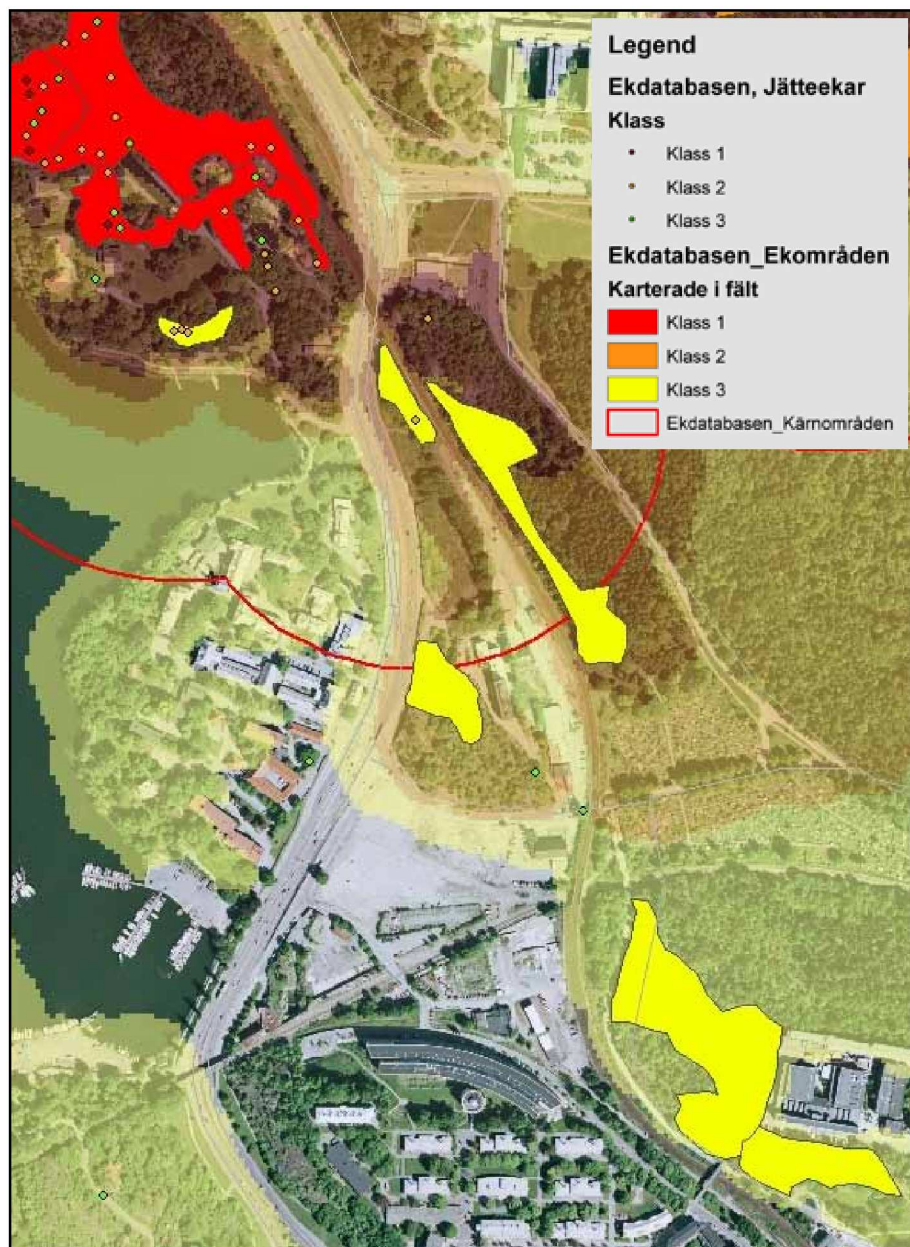 Legend
Ekdatabasen, Jätteekar
Klass
Klass 1
Klass 2
Klass 3
Ekdatabasen_Ekområden
Karterade i fält
Klass 1
Klass 2
Klass 3
Ekdatabasen_Kärnområden